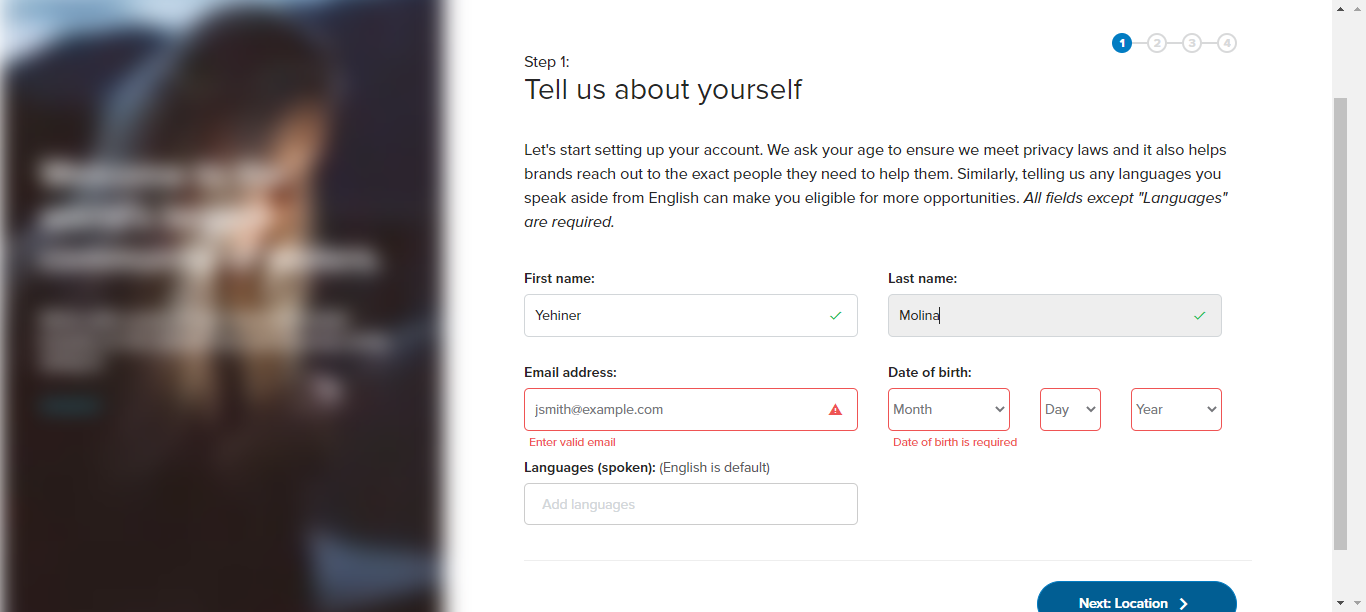 1 2 3 4
Step 1:
Tell us about yourself
Let's start setting up your account. We ask your age to ensure we meet privacy laws and it also helps
brands reach out to the exact people they need to help them. Similarly, telling us any languages you
speak aside from English can make you eligible for more opportunities. All fields except "Languages"
are required.
First name: Last name:
Yehiner Molina
Email address: Date of birth:
jsmith@example.com Month Day Year
Enter valid email Date of birth is required
Languages (spoken): (English is default)
Add languages
Next: Location